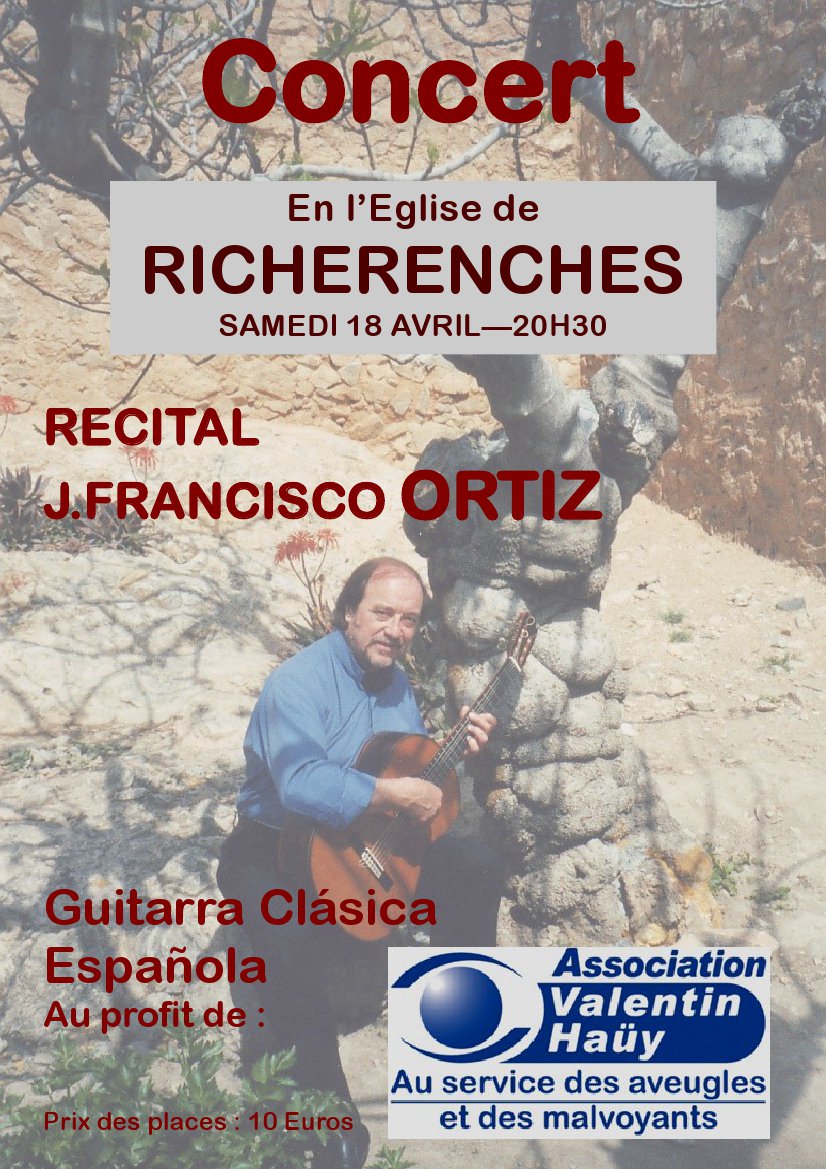 Concert
En l’Eglise de
RICHERENCHES
SAMEDI 18 AVRIL—20H30
RECITAL
J.FRANCISCO ORTIZ
Guitarra Clásica
Española
Au profit de :
Association
Valentin
Haüy
Au service des aveugles
et des malvoyants
Prix des places : 10 Euros